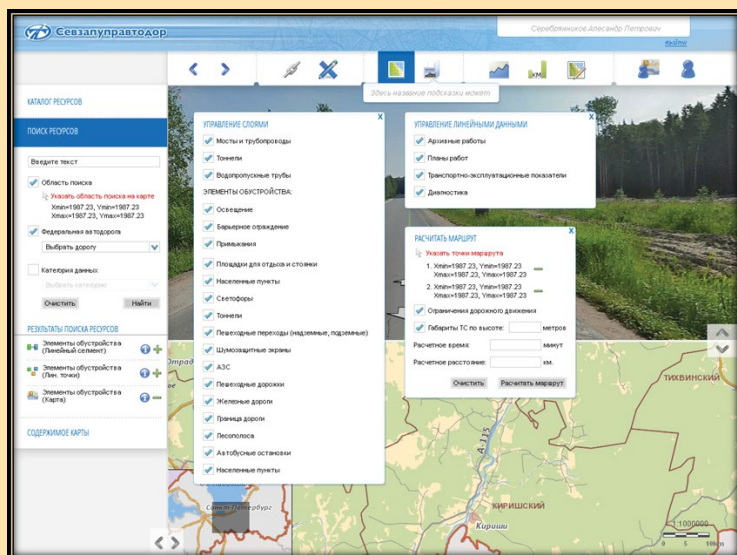 Севзапуправтодор
Серебрянников Алесандр Петрович
выйти
Здесь название подсказки может
КАТАЛОГ РЕСУРСОВ
ПОИСК РЕСУРСОВ
Введите текст
Область поиска
Указать область поиска на карте
Xmin=1987.23, Ymin=1987.23
Xmax=1987.23, Ymax=1987.23
Федеральная автодорога
Выбрать дорогу
Категория данных:
Выбрать категорию
Очистить
Найти
РЕЗУЛЬТАТЫ ПОИСКА РЕСУРСОВ
Элементы обустройства
(Линейный сегмент)
Элементы обустройства
(Лин. точки)
Элементы обустройства
(Карта)
СОДЕРЖИМОЕ КАРТЫ
УПРАВЛЕНИЕ СЛОЯМИ
X
Мосты и трубопроводы
Тоннели
Водопропускные трубы
ЭЛЕМЕНТЫ ОБУСТРОЙСТВА:
Освещение
Барьерное ограждение
Примыкания
Площадки для отдыха и стоянки
Населенные пункты
Светофоры
Тоннели
Пешеходные переходы (надземные, подземные)
Шумозащитные экраны
АЗС
Пешеходные дорожки
Железные дороги
Граница дороги
Лесополоса
Автобусные остановки
Населенные пункты
УПРАВЛЕНИЕ ЛИНЕЙНЫМИ ДАННЫМИ
X
Архивные работы
Планы работ
Транспортно-эксплуатационные показатели
Диагностика
РАСЧИТАТЬ МАРШРУТ
X
Указать точки маршрута
1. Xmin=1987.23, Ymin=1987.23
Xmax=1987.23, Ymax=1987.23
2. Xmin=1987.23, Ymin=1987.23
Xmax=1987.23, Ymax=1987.23
Ограничения дорожного движения
Габариты ТС по высоте:
метров
Расчетное время:
минут
Расчетное расстояние:
км.
Очистить
Расчитать маршрут
ТИХВИНСКИЙ
А-115
КИРИШСКИЙ
Кириши
Санкт-Петербург
1:1000000
0 5 10km